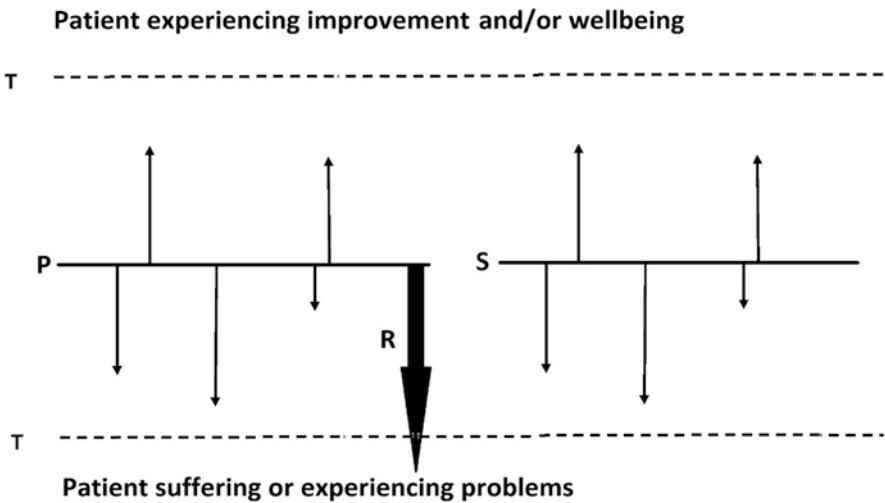 Patient experiencing improvement and/or wellbeing
T
P
S
R
T
Patient suffering or experiencing problems